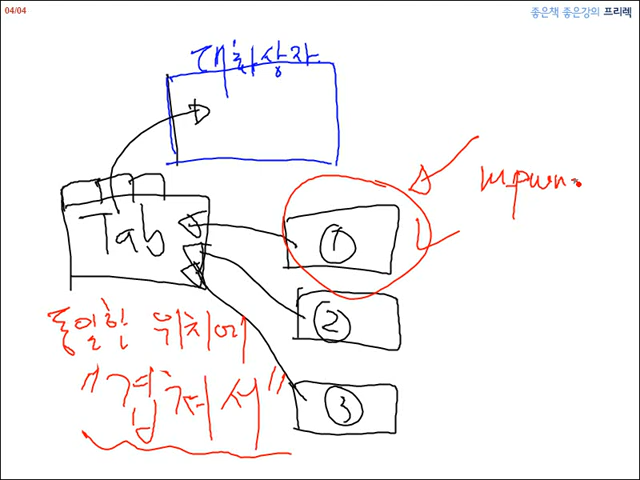 04/04
좋은책 좋은강의 프리렉
대화상자
Tab
①
②
③
동일한 위치에
"겹쳐서"